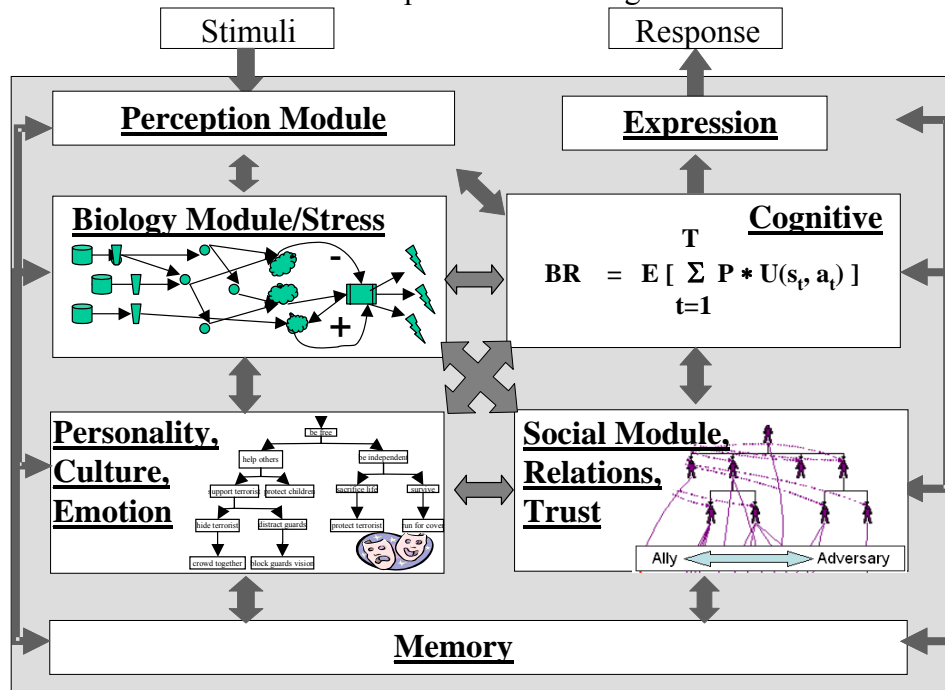 Stimuli
Response
Perception Module
Expression
Biology Module/Stress
-
+
Cognitive
T
BR = E [ Σ P * U(sₜ, aₜ) ]
t=1
Personality,
Culture,
Emotion
be free
help others
be independent
support terrorist
protect children
sacrifice life
survive
hide terrorist
distract guards
protect terrorist
run for cover
crowd together
block guards vision
Social Module,
Relations,
Trust
Ally
Adversary
Memory